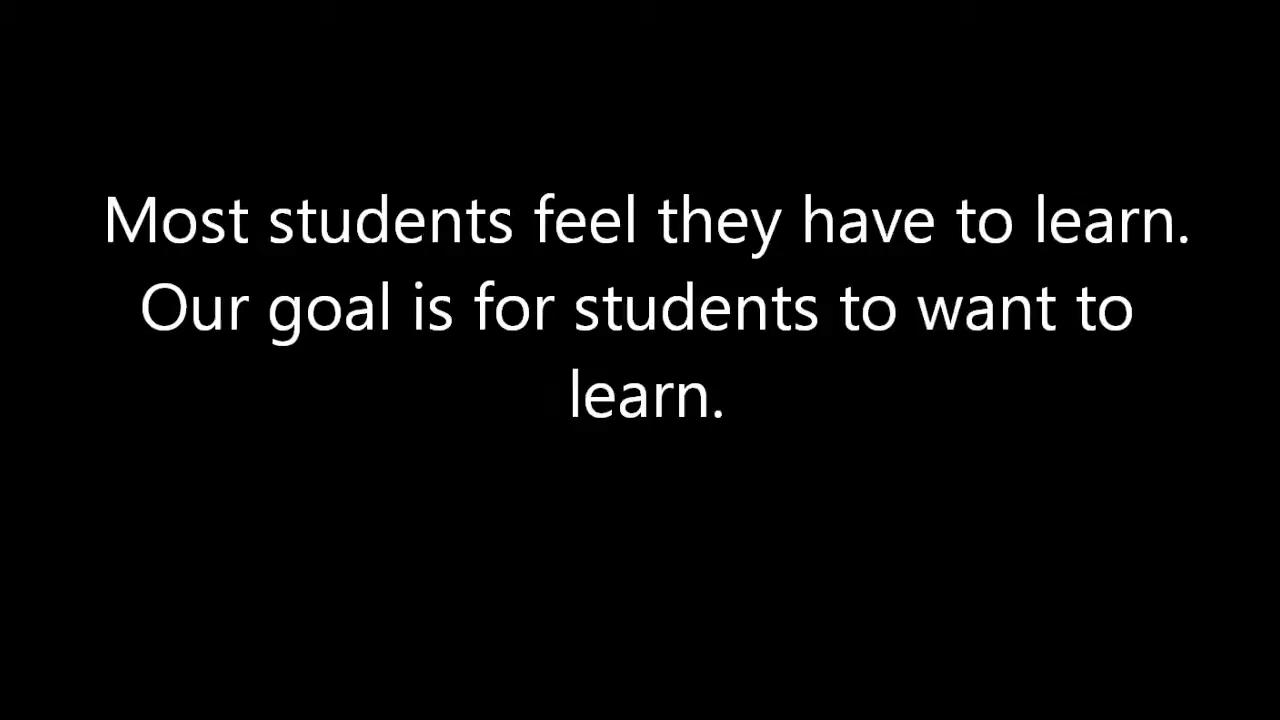 Most students feel they have to learn.
Our goal is for students to want to
learn.